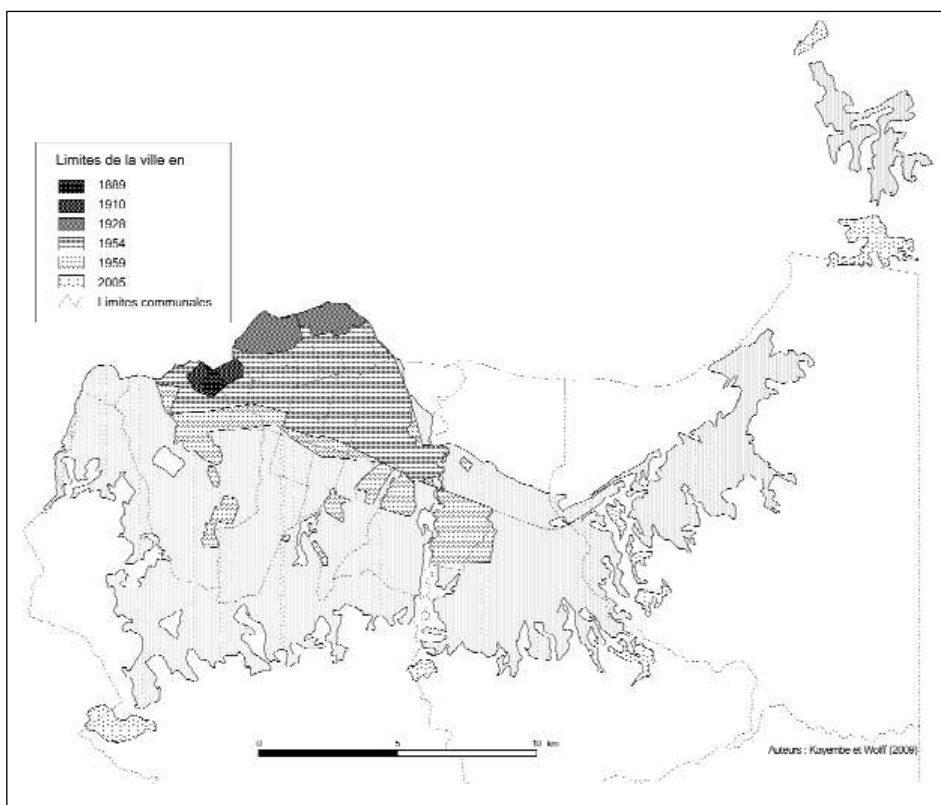 Limites de la ville en
1889
1910
1928
1954
1959
2005
Limites communales
0 5 10 km
Auteurs : Kayembe et Wolff (2009)